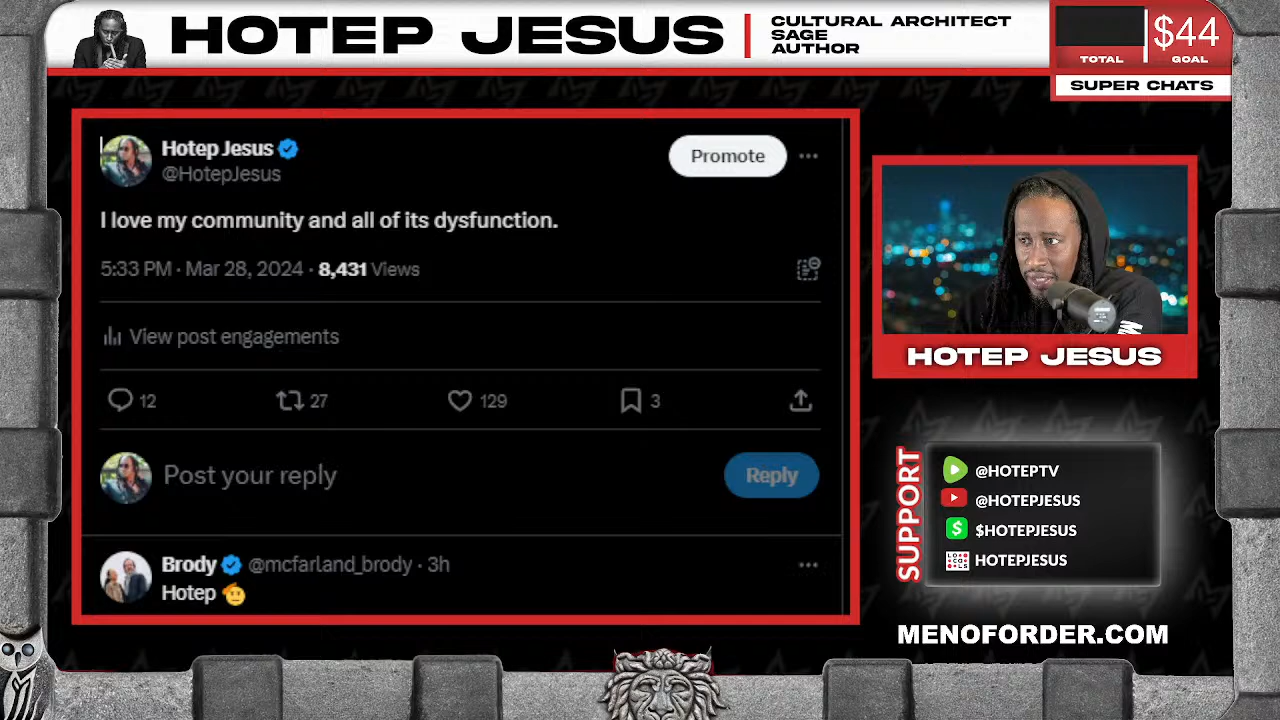 HOTEP JESUS
CULTURAL ARCHITECT
SAGE
AUTHOR
$44
TOTAL
GOAL
SUPER CHATS
Hotep Jesus
@HotepJesus
Promote
I love my community and all of its dysfunction.
5:33 PM · Mar 28, 2024 · 8,431 Views
View post engagements
12
27
129
3
Post your reply
Reply
Brody @mcfarland_brody · 3h
Hotep
HOTEP JESUS
SUPPORT
@HOTEPTV
@HOTEPJESUS
$HOTEPJESUS
LOCALS
HOTEPJESUS
MENOFORDER.COM